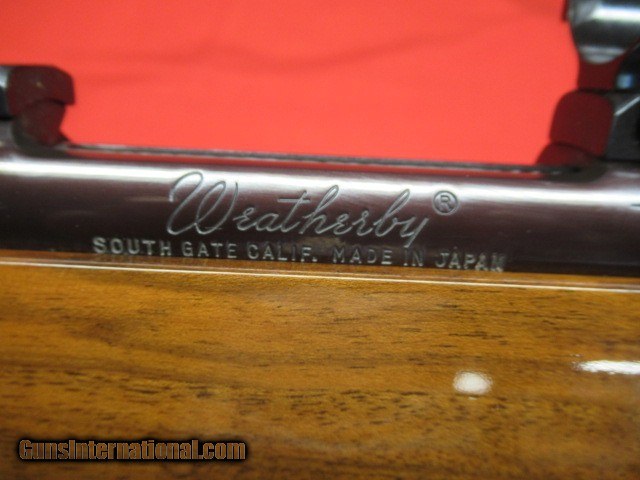 Weatherby ®
SOUTH GATE CALIF. MADE IN JAPAN
GunsInternational.com